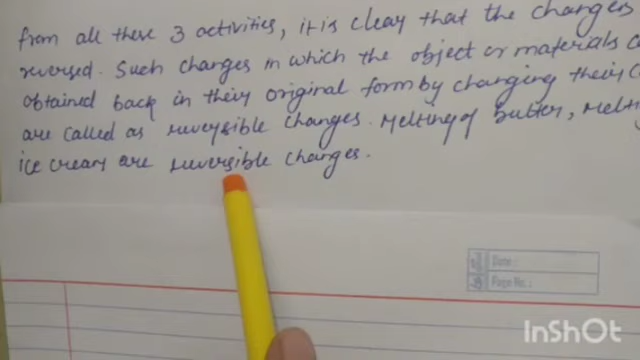 from all these 3 activities, it is clear that the changes
reversed. Such changes in which the object or materials c
obtained back in their original form by changing their c
are called as reversible changes. Melting of butter, Melting
ice cream are reversible changes.
Date :
Page No. :
InShOt